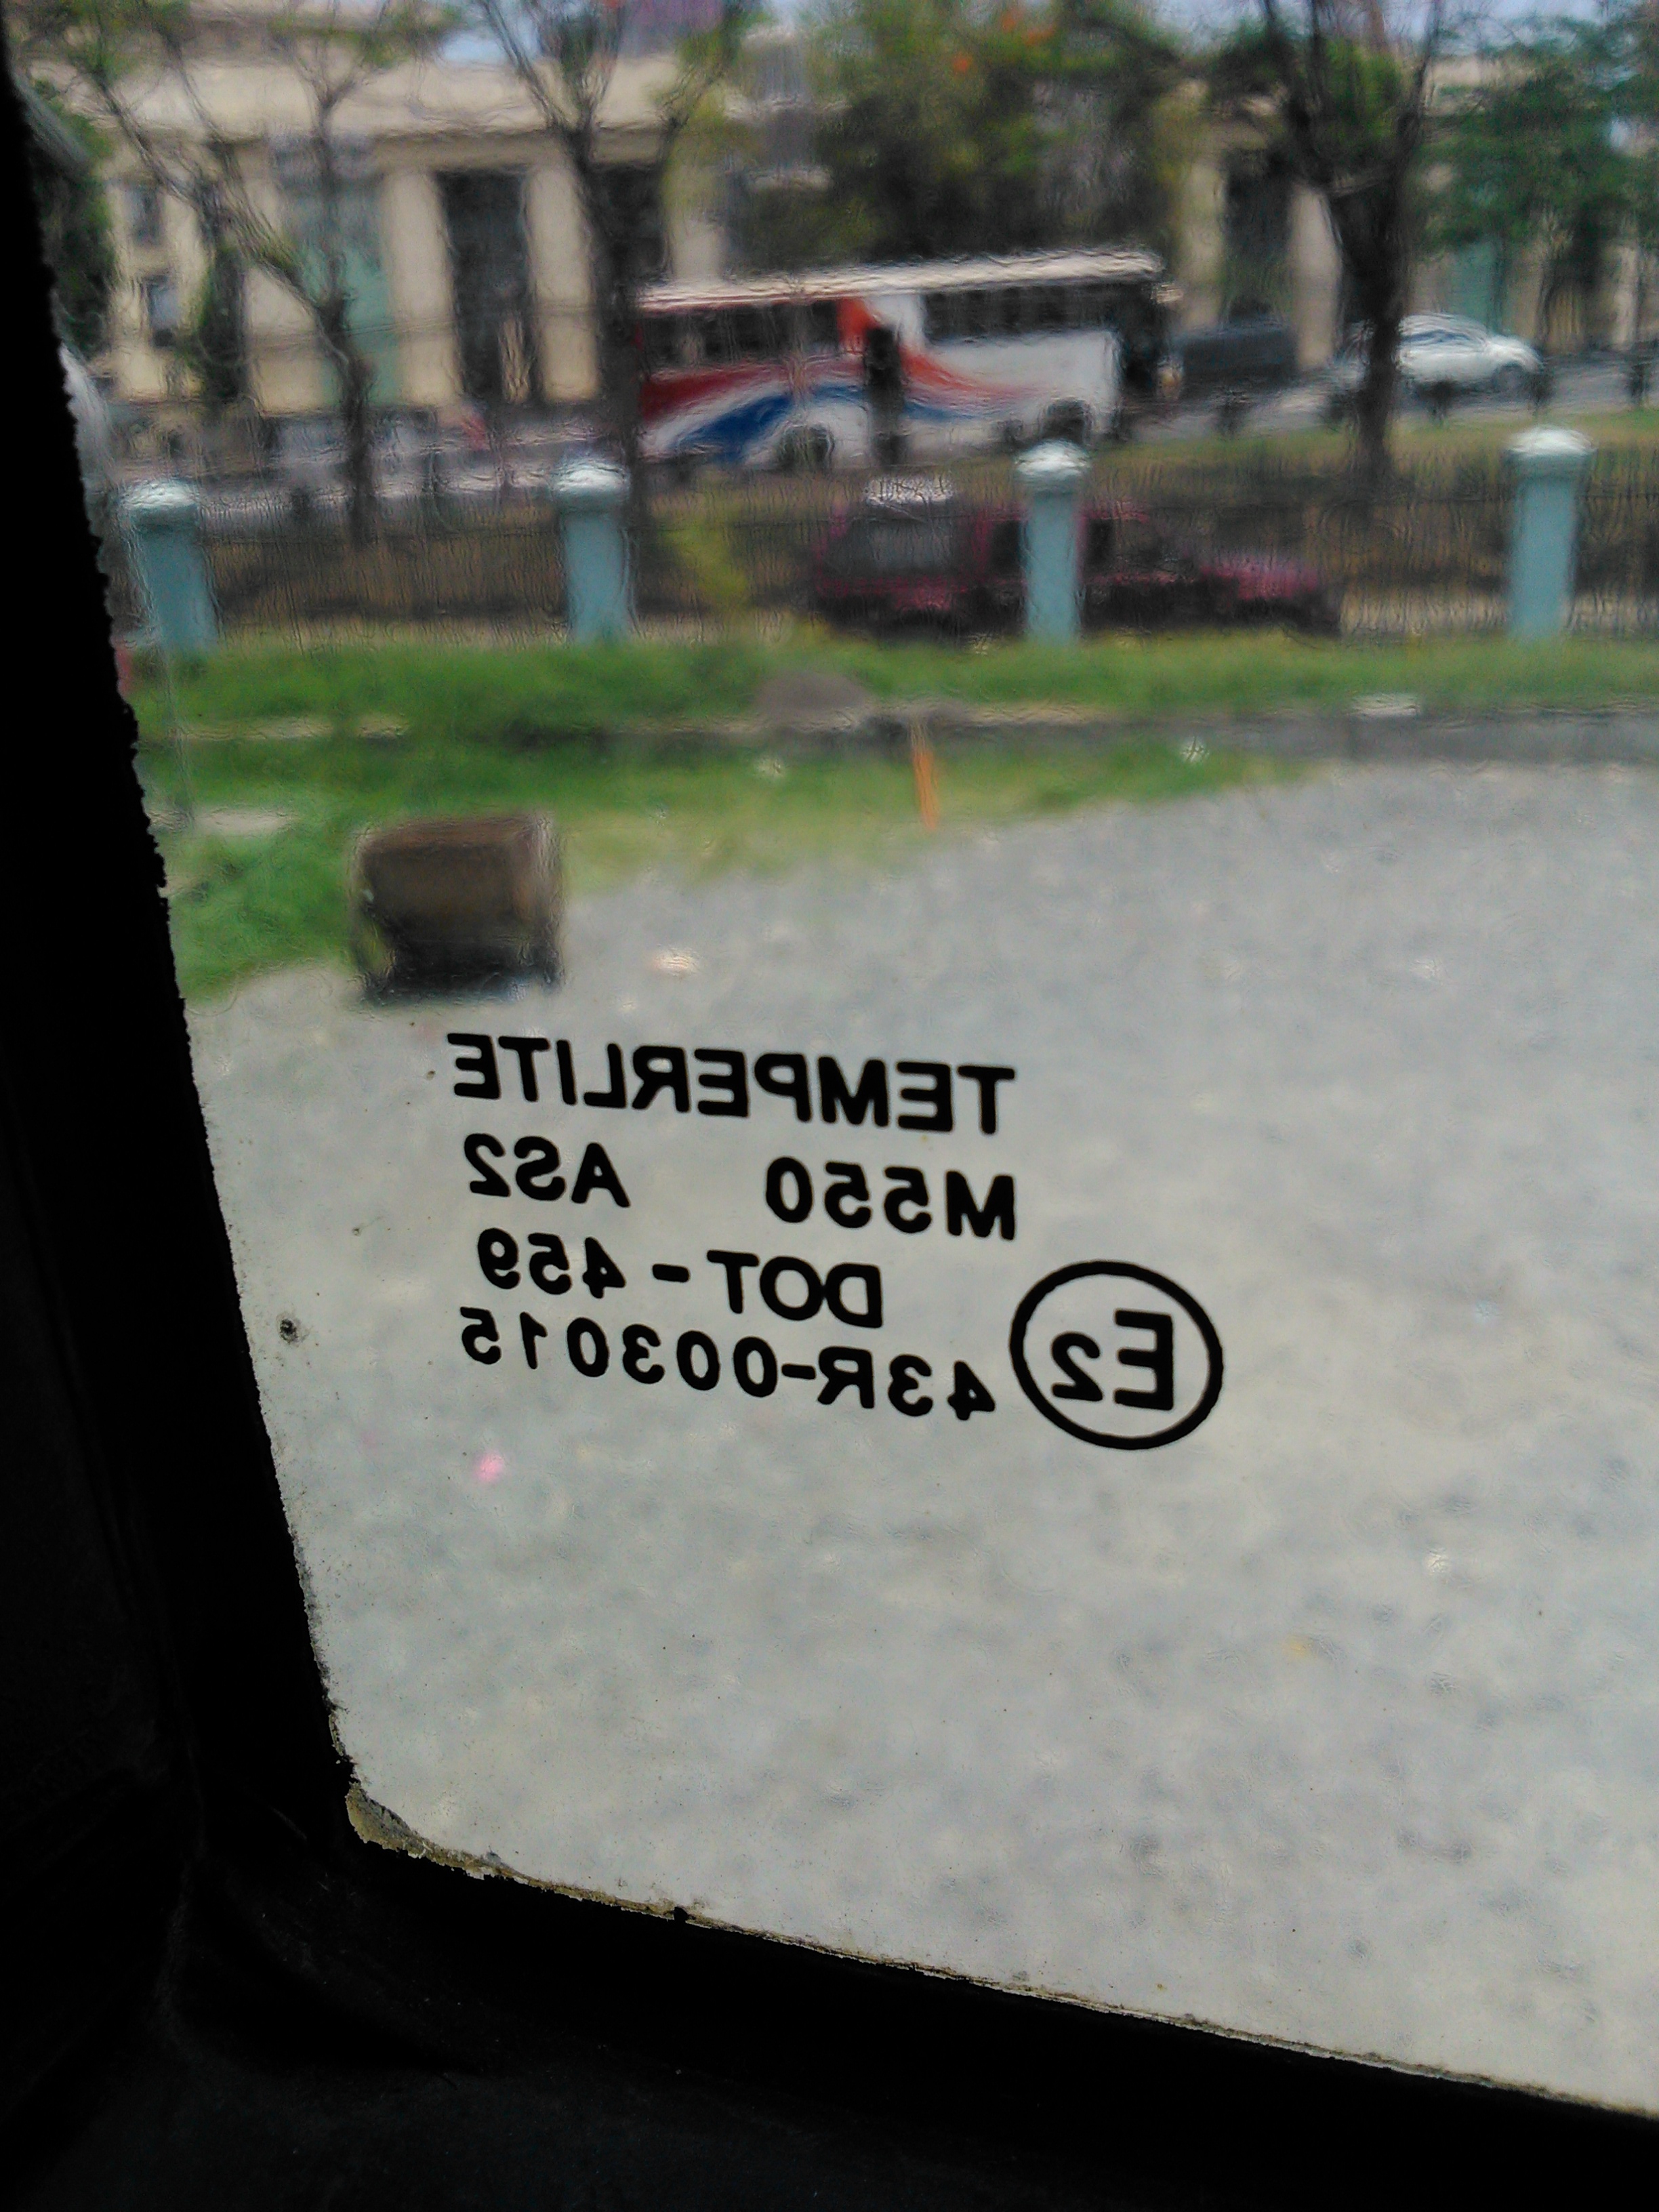 TEMPERLITE
M550 AS2
DOT - 459
E2 43R-003015